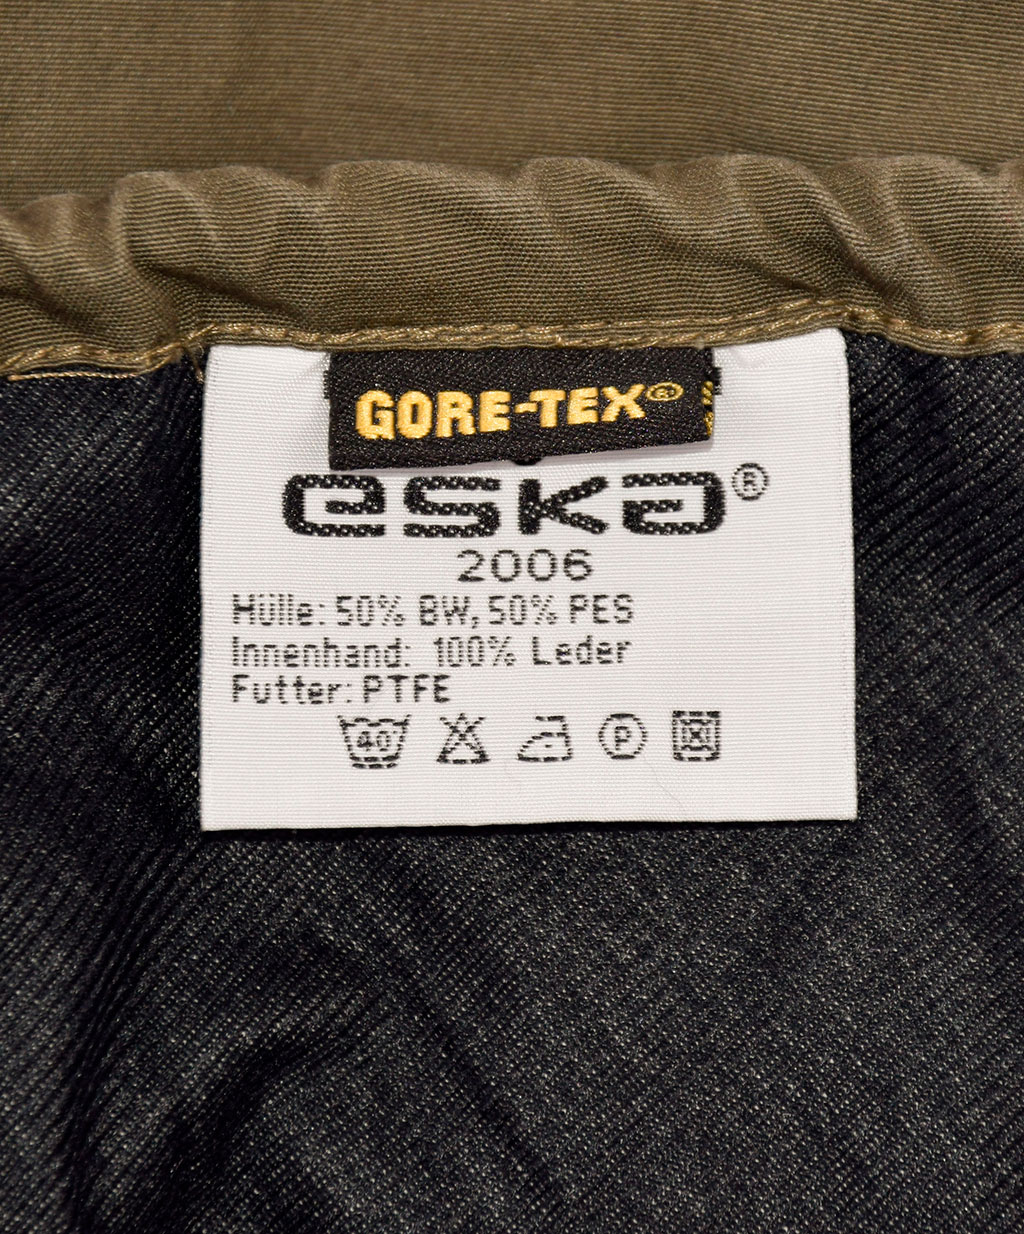 GORE-TEX®
eska®
2006
Hülle: 50% BW, 50% PES
Innenhand: 100% Leder
Futter: PTFE
40 P